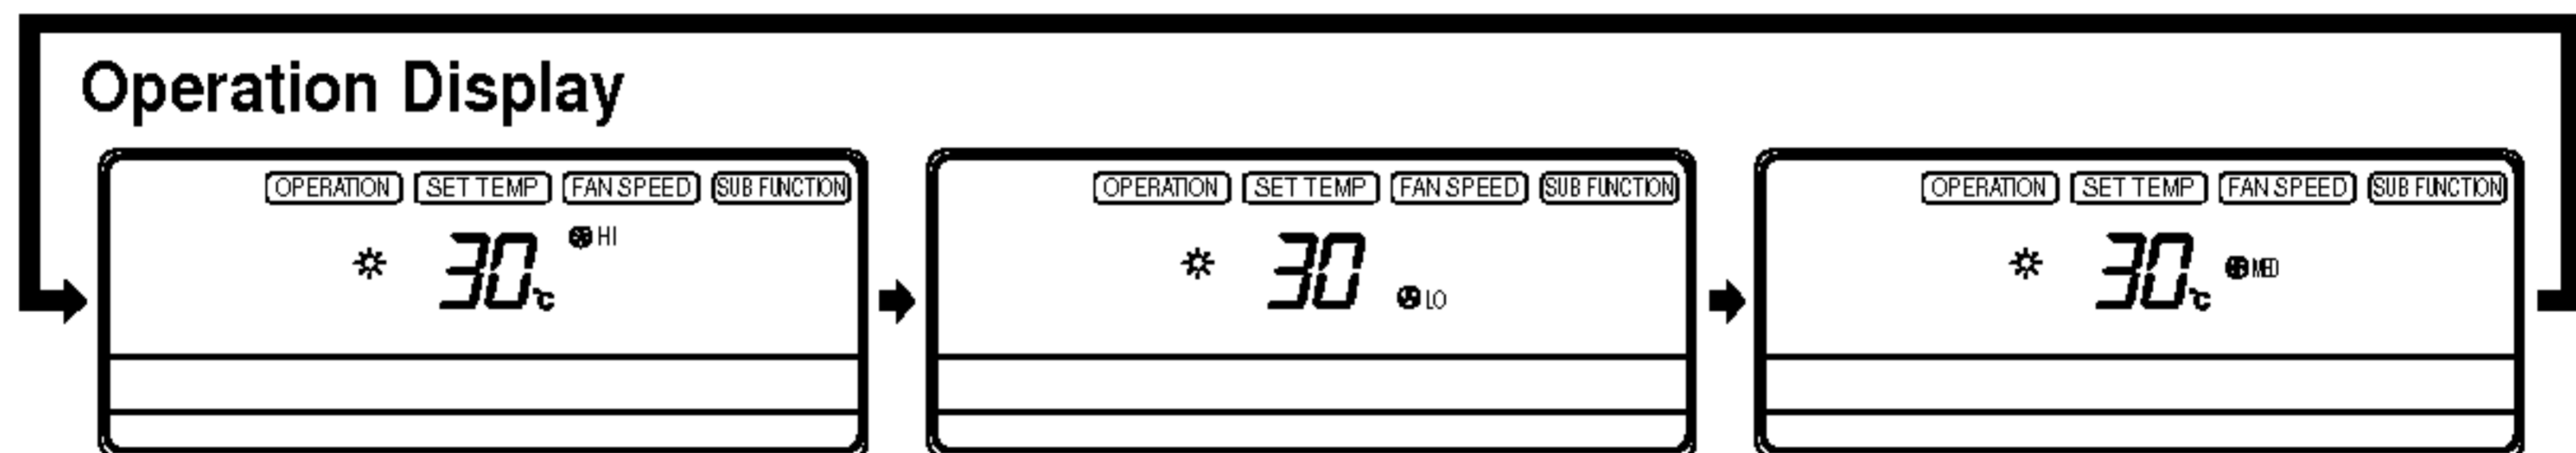 Operation Display
OPERATION SET TEMP FAN SPEED SUB FUNCTION
30°C HI
OPERATION SET TEMP FAN SPEED SUB FUNCTION
30 LO
OPERATION SET TEMP FAN SPEED SUB FUNCTION
30°C MED